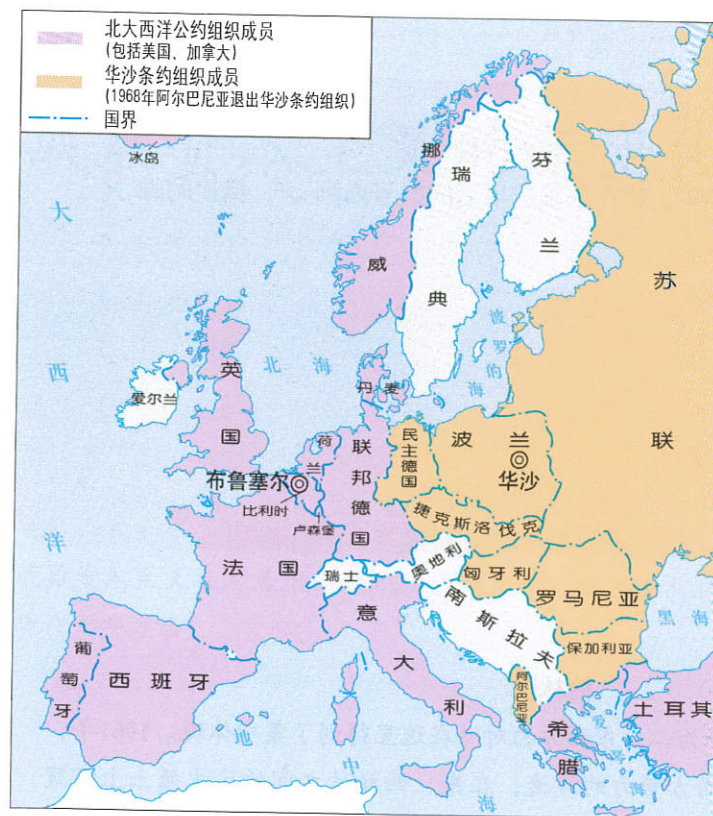 北大西洋公约组织成员
(包括美国、加拿大)
华沙条约组织成员
(1968年阿尔巴尼亚退出华沙条约组织)
国界
冰岛
大西洋
挪威
瑞典
芬兰
苏联
波罗的海
北海
英国
爱尔兰
丹麦
荷兰
联邦德国
民主德国
波兰
华沙
布鲁塞尔
比利时
卢森堡
捷克斯洛伐克
法国
瑞士
奥地利
匈牙利
罗马尼亚
黑海
南斯拉夫
保加利亚
意大利
阿尔巴尼亚
葡萄牙
西班牙
希腊
土耳其
地中海